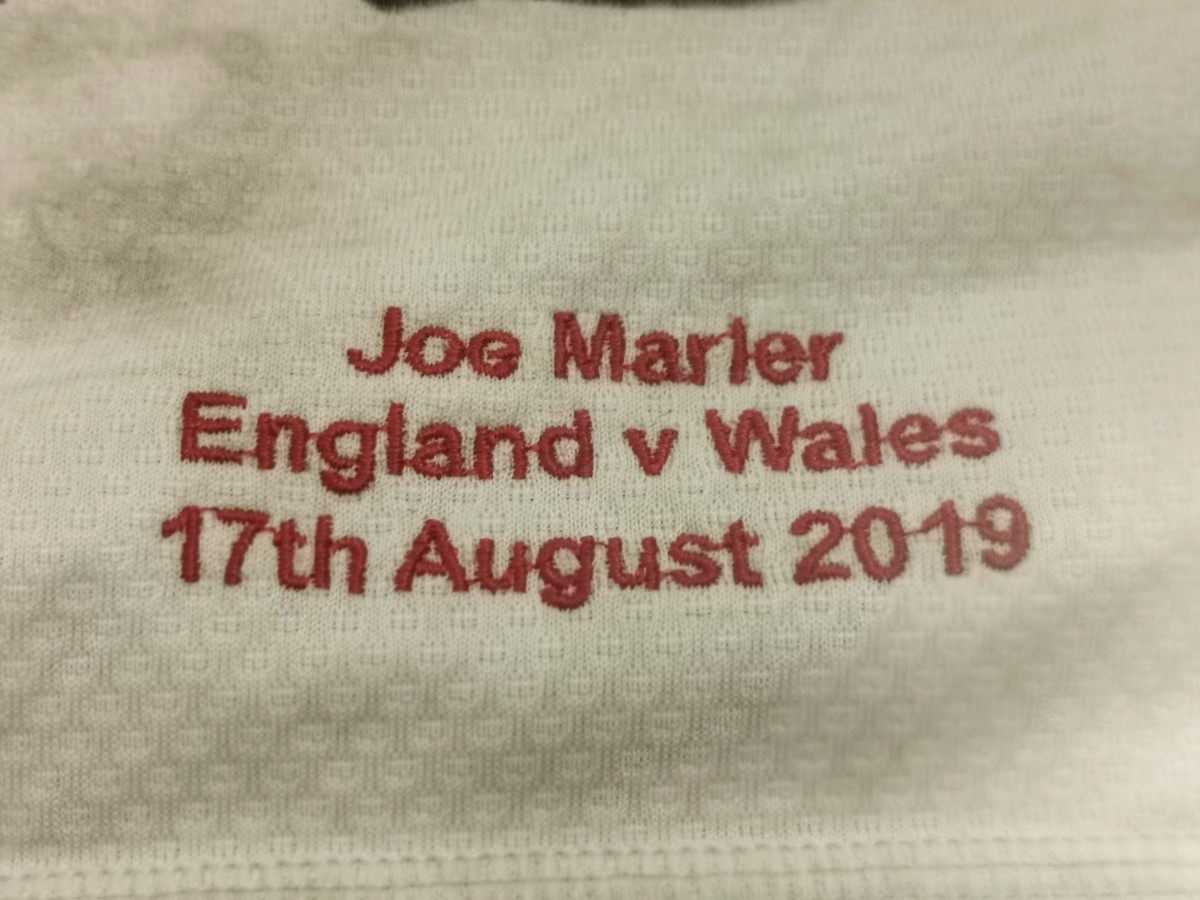 Joe Marler
England v Wales
17th August 2019